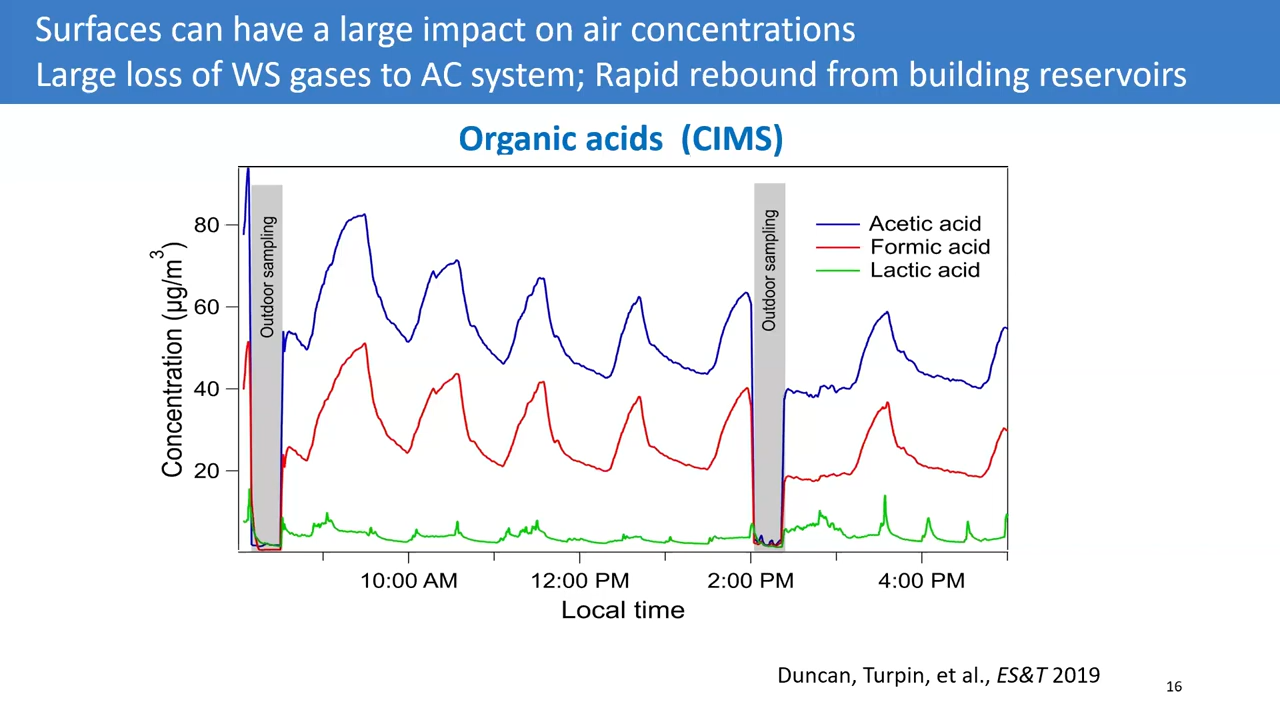 Surfaces can have a large impact on air concentrations
Large loss of WS gases to AC system; Rapid rebound from building reservoirs
Organic acids (CIMS)
Concentration (µg/m³)
80
60
40
20
Outdoor sampling
Outdoor sampling
Acetic acid
Formic acid
Lactic acid
10:00 AM
12:00 PM
2:00 PM
4:00 PM
Local time
Duncan, Turpin, et al., ES&T 2019
16